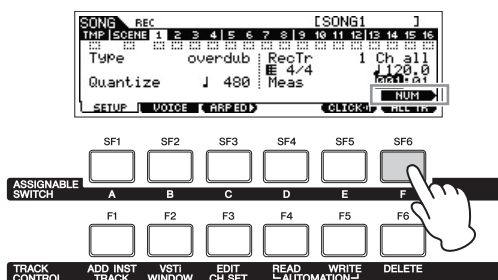 SONG REC [SONG1 ]
TMP SCENE 1 2 3 4 5 6 7 8 9 10 11 12 13 14 15 16
Type overdub RecTr 1 Ch all
4/4 ♩120.0
Quantize ♩ 480 Meas 001:01
NUM
SETUP VOICE ARP ED CLICK ALL TR
SF1 SF2 SF3 SF4 SF5 SF6
ASSIGNABLE SWITCH A B C D E F
F1 F2 F3 F4 F5 F6
TRACK CONTROL ADD INST TRACK VSTi WINDOW EDIT CH SET READ WRITE DELETE
AUTOMATION